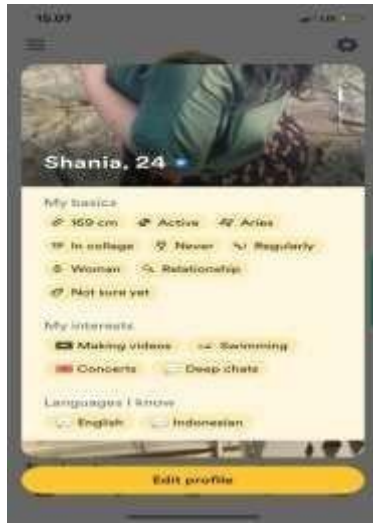 15.07
Shania, 24
My basics
169 cm Active Aries
In college Never Regularly
Woman Relationship
Not sure yet
My interests
Making videos Swimming
Concerts Deep chats
Languages I know
English Indonesian
Edit profile